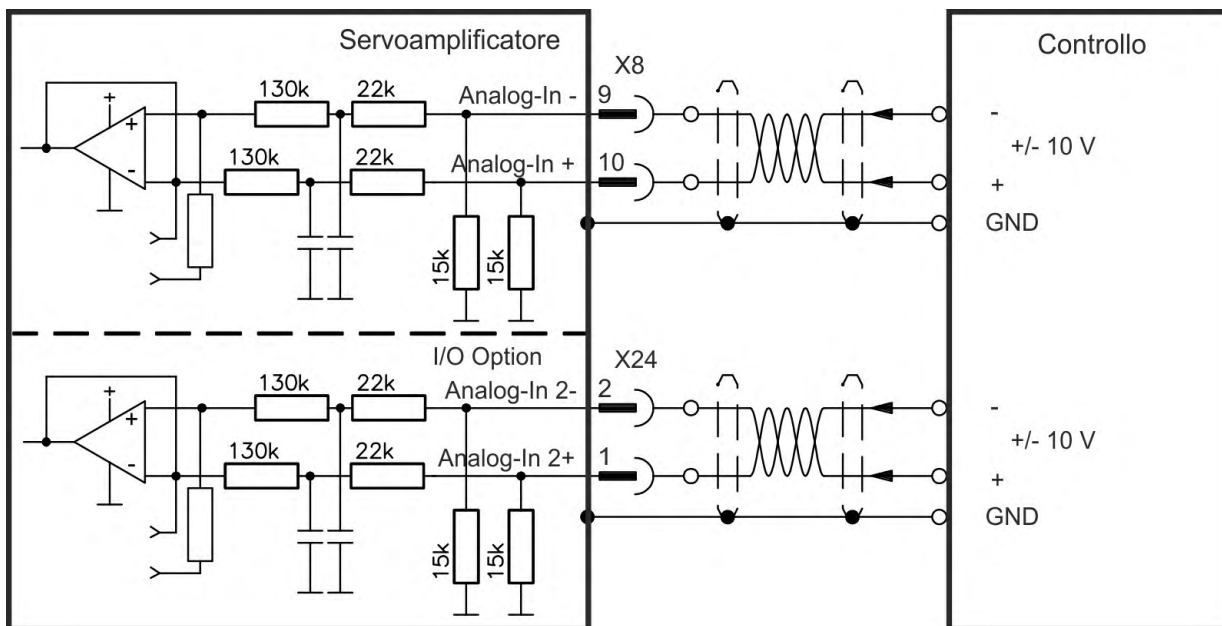 Servoamplificatore
Controllo
X8
130k 22k Analog-In - 9 -
+ + +/- 10 V
130k 22k Analog-In + 10 +
-
GND
15k 15k
I/O Option X24
130k 22k Analog-In 2- 2 -
+ + +/- 10 V
130k 22k Analog-In 2+ 1 +
-
GND
15k 15k